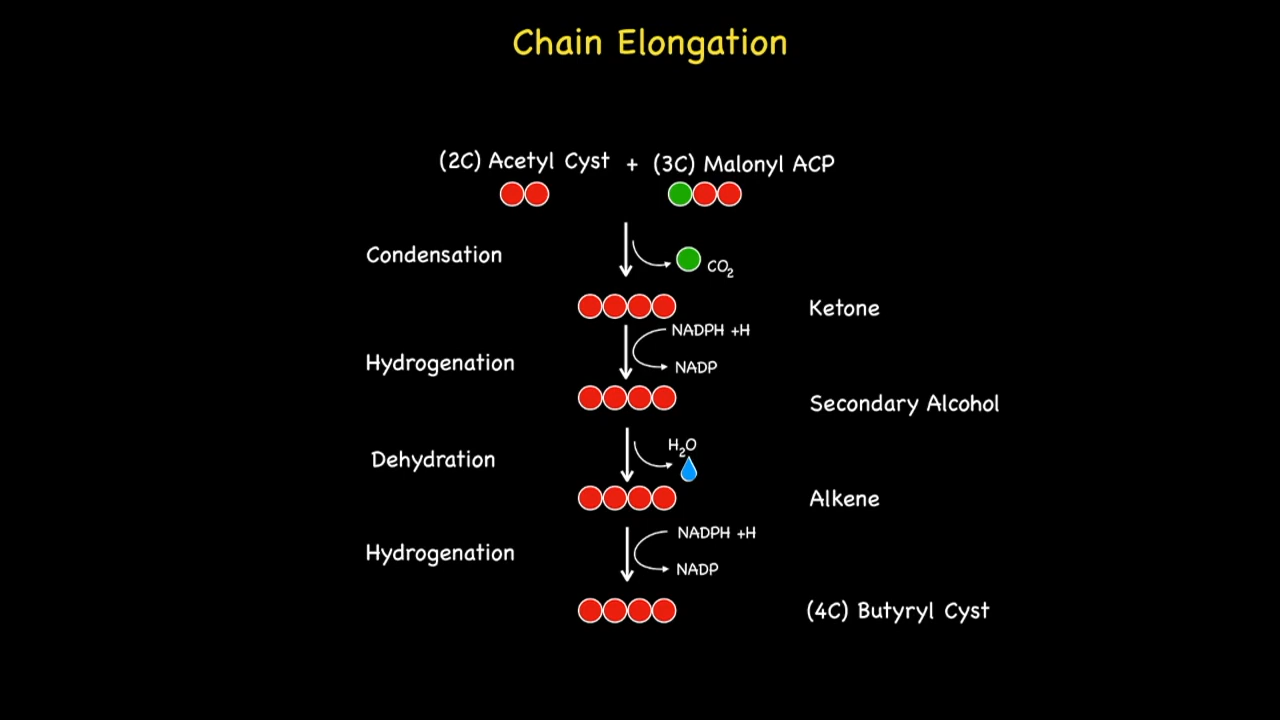 Chain Elongation
(2C) Acetyl Cyst + (3C) Malonyl ACP
Condensation
CO₂
Ketone
NADPH +H
Hydrogenation
NADP
Secondary Alcohol
H₂O
Dehydration
Alkene
NADPH +H
Hydrogenation
NADP
(4C) Butyryl Cyst